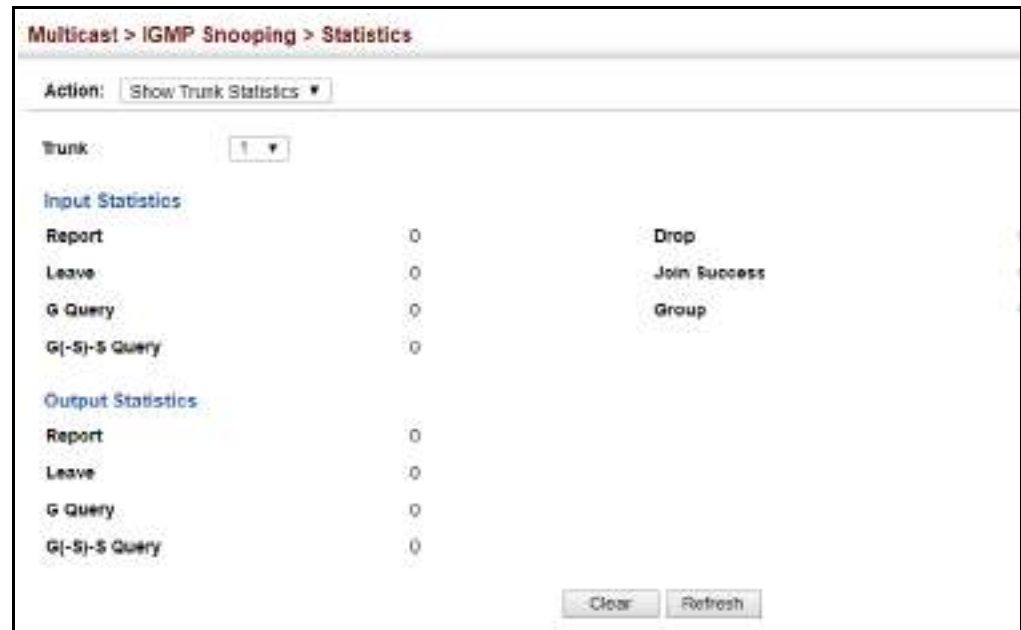 Multicast > IGMP Snooping > Statistics
Action: Show Trunk Statistics
Trunk 1
Input Statistics
Report 0 Drop
Leave 0 Join Success
G Query 0 Group
G(-S)-S Query 0
Output Statistics
Report 0
Leave 0
G Query 0
G(-S)-S Query 0
Clear Refresh